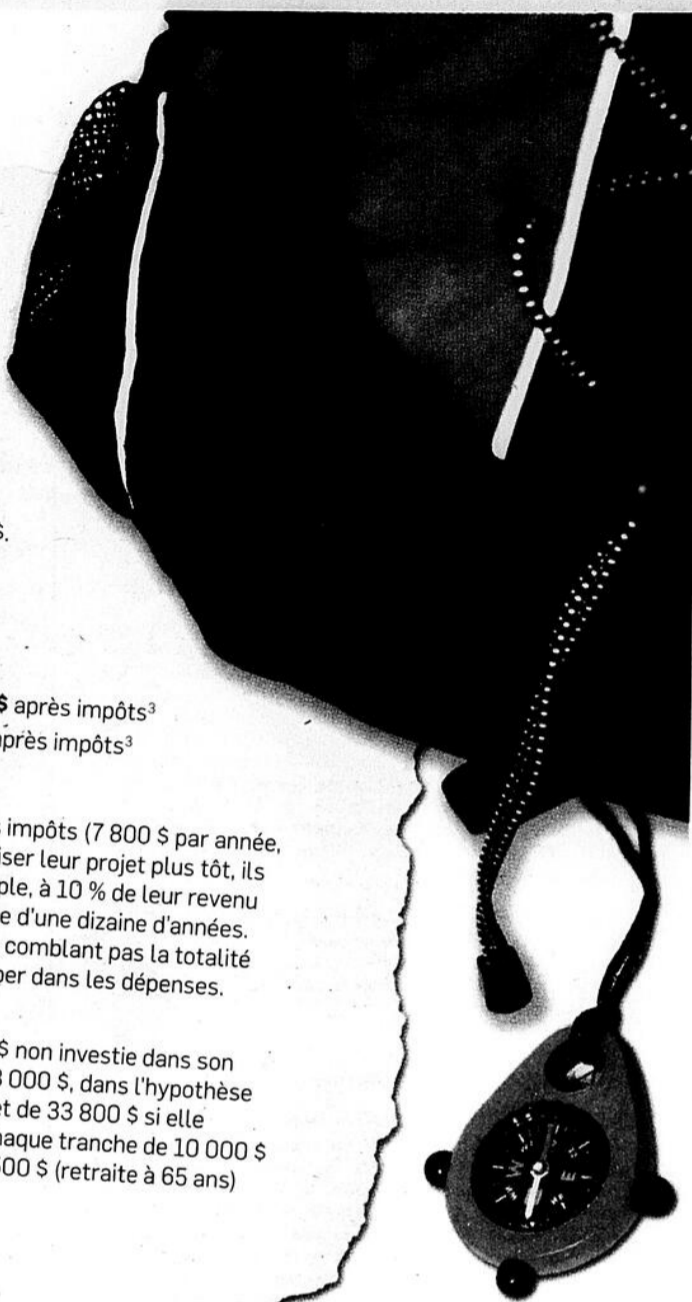 $.
$ après impôts³
après impôts³
s impôts (7 800 $ par année,
iser leur projet plus tôt, ils
ple, à 10 % de leur revenu
e d'une dizaine d'années.
comblant pas la totalité
per dans les dépenses.
$ non investie dans son
3 000 $, dans l'hypothèse
et de 33 800 $ si elle
haque tranche de 10 000 $
500 $ (retraite à 65 ans)
W
E